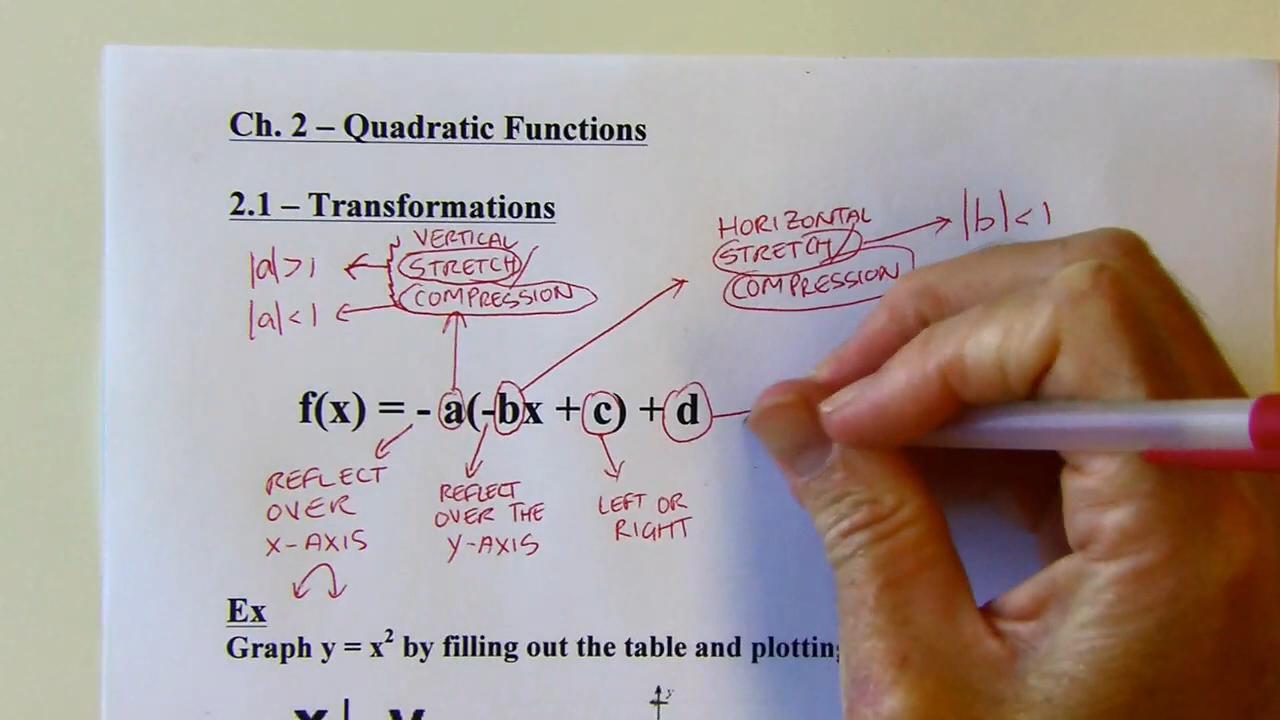 Ch. 2 – Quadratic Functions
2.1 – Transformations
VERTICAL
STRETCH/
COMPRESSION
|a|>1
|a|<1
HORIZONTAL
STRETCH/
COMPRESSION
|b|<1
f(x) = - a(-bx + c) + d
REFLECT
OVER
X-AXIS
REFLECT
OVER THE
Y-AXIS
LEFT OR
RIGHT
Ex
Graph y = x² by filling out the table and plotting
y